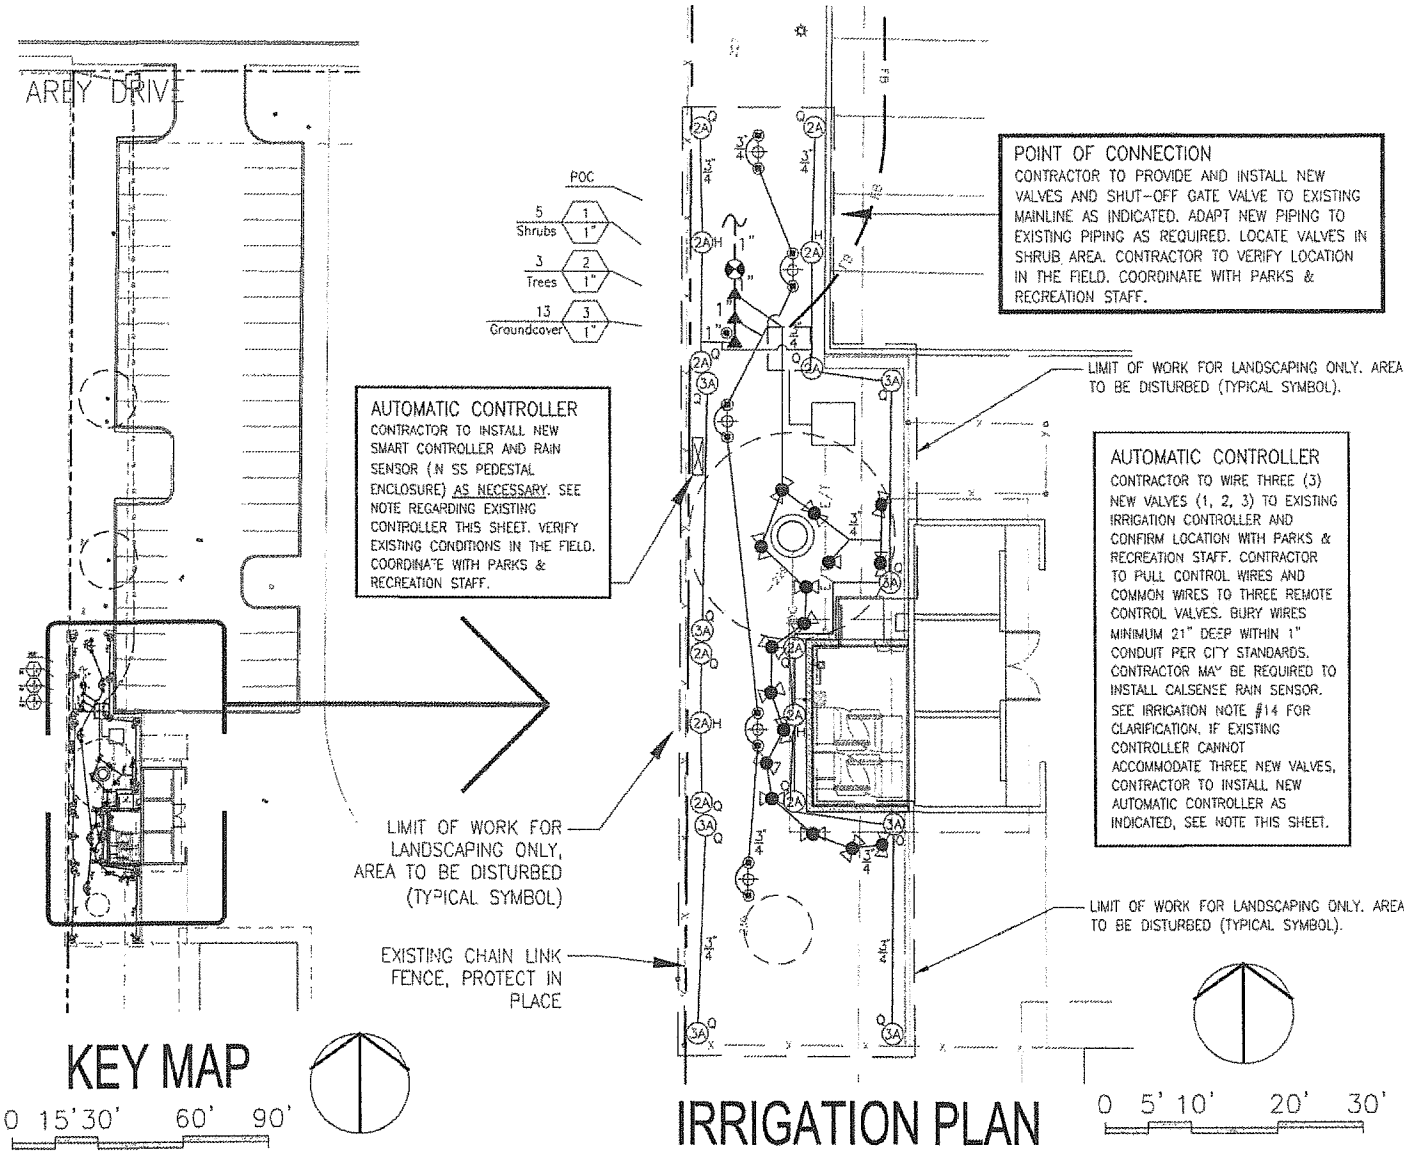 AREY DRIVE
POC
5
Shrubs
1
1"
3
Trees
2
1"
13
Groundcover
3
1"
POINT OF CONNECTION
CONTRACTOR TO PROVIDE AND INSTALL NEW
VALVES AND SHUT-OFF GATE VALVE TO EXISTING
MAINLINE AS INDICATED. ADAPT NEW PIPING TO
EXISTING PIPING AS REQUIRED. LOCATE VALVES IN
SHRUB AREA. CONTRACTOR TO VERIFY LOCATION
IN THE FIELD. COORDINATE WITH PARKS &
RECREATION STAFF.
LIMIT OF WORK FOR LANDSCAPING ONLY. AREA
TO BE DISTURBED (TYPICAL SYMBOL).
AUTOMATIC CONTROLLER
CONTRACTOR TO INSTALL NEW
SMART CONTROLLER AND RAIN
SENSOR (IN SS PEDESTAL
ENCLOSURE) AS NECESSARY. SEE
NOTE REGARDING EXISTING
CONTROLLER THIS SHEET. VERIFY
EXISTING CONDITIONS IN THE FIELD.
COORDINATE WITH PARKS &
RECREATION STAFF.
AUTOMATIC CONTROLLER
CONTRACTOR TO WIRE THREE (3)
NEW VALVES (1, 2, 3) TO EXISTING
IRRIGATION CONTROLLER AND
CONFIRM LOCATION WITH PARKS &
RECREATION STAFF. CONTRACTOR
TO PULL CONTROL WIRES AND
COMMON WIRES TO THREE REMOTE
CONTROL VALVES. BURY WIRES
MINIMUM 21" DEEP WITHIN 1"
CONDUIT PER CITY STANDARDS.
CONTRACTOR MAY BE REQUIRED TO
INSTALL CALSENSE RAIN SENSOR.
SEE IRRIGATION NOTE #14 FOR
CLARIFICATION. IF EXISTING
CONTROLLER CANNOT
ACCOMMODATE THREE NEW VALVES,
CONTRACTOR TO INSTALL NEW
AUTOMATIC CONTROLLER AS
INDICATED, SEE NOTE THIS SHEET.
LIMIT OF WORK FOR
LANDSCAPING ONLY,
AREA TO BE DISTURBED
(TYPICAL SYMBOL)
LIMIT OF WORK FOR LANDSCAPING ONLY. AREA
TO BE DISTURBED (TYPICAL SYMBOL).
EXISTING CHAIN LINK
FENCE, PROTECT IN
PLACE
KEY MAP
0 15' 30' 60' 90'
IRRIGATION PLAN
0 5' 10' 20' 30'